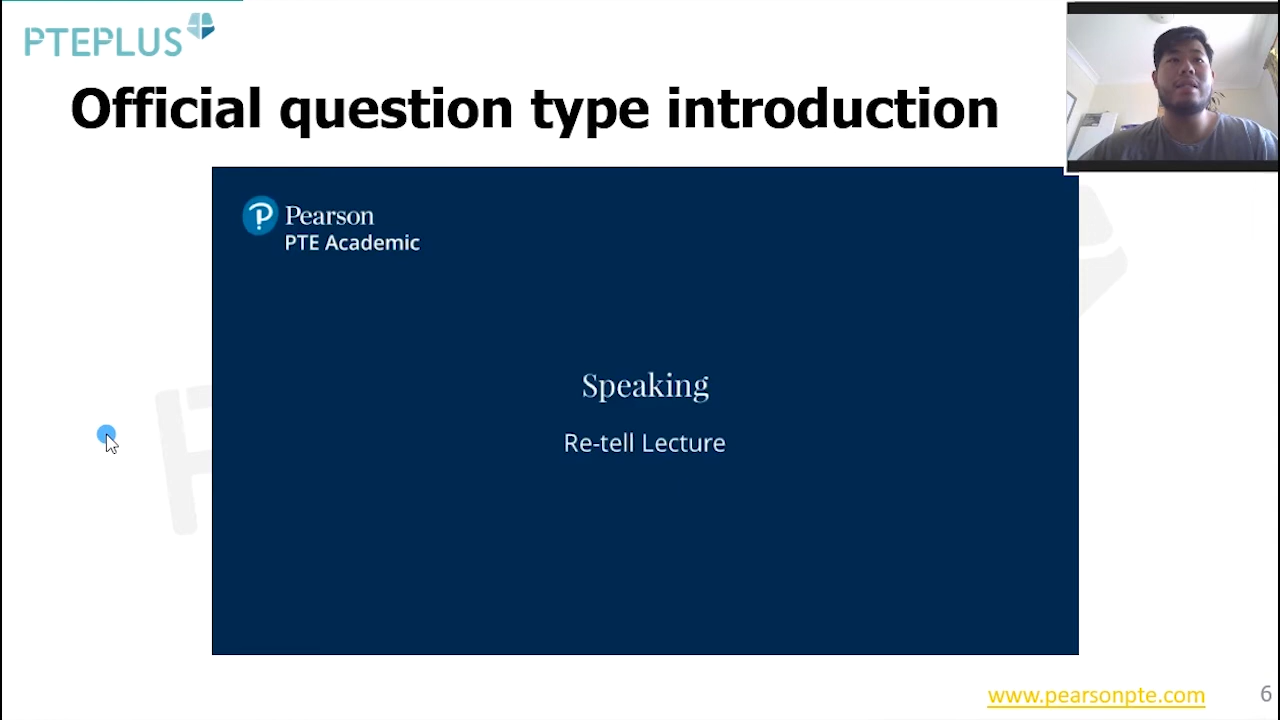 PTEPLUS
Official question type introduction
Pearson
PTE Academic
Speaking
Re-tell Lecture
www.pearsonpte.com
6